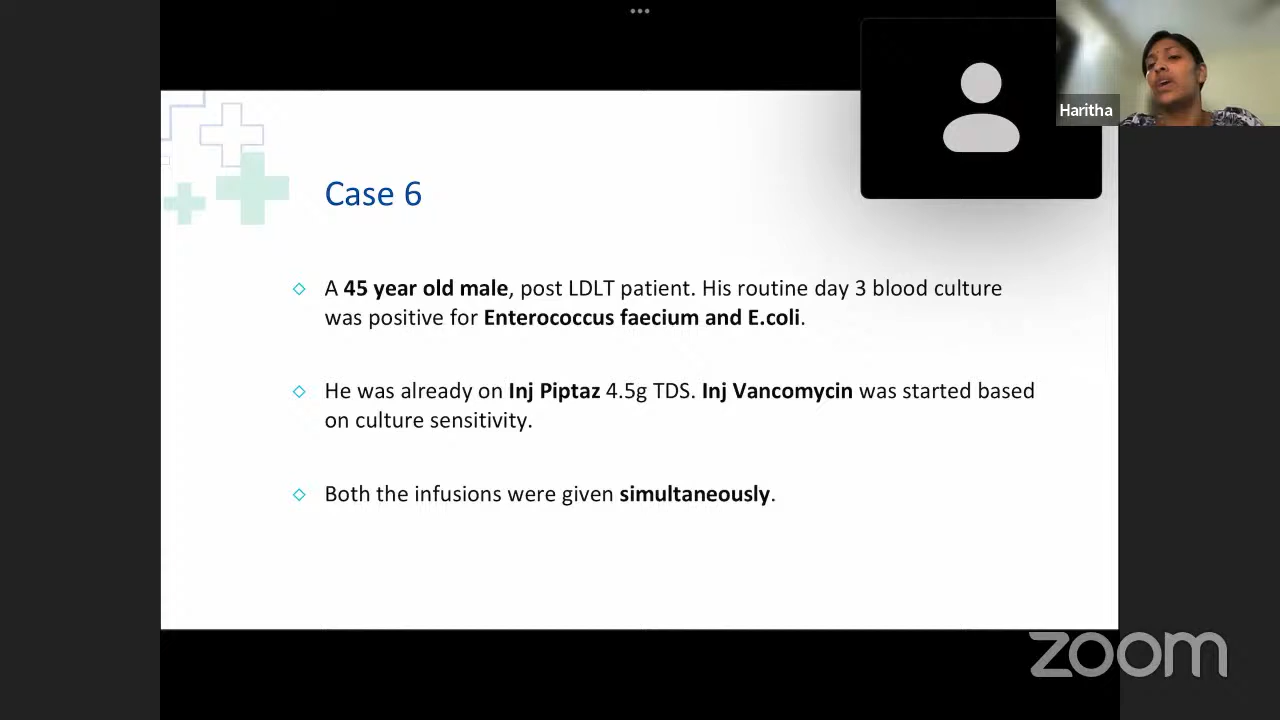 Haritha
Case 6
A 45 year old male, post LDLT patient. His routine day 3 blood culture
was positive for Enterococcus faecium and E.coli.
He was already on Inj Piptaz 4.5g TDS. Inj Vancomycin was started based
on culture sensitivity.
Both the infusions were given simultaneously.
zoom